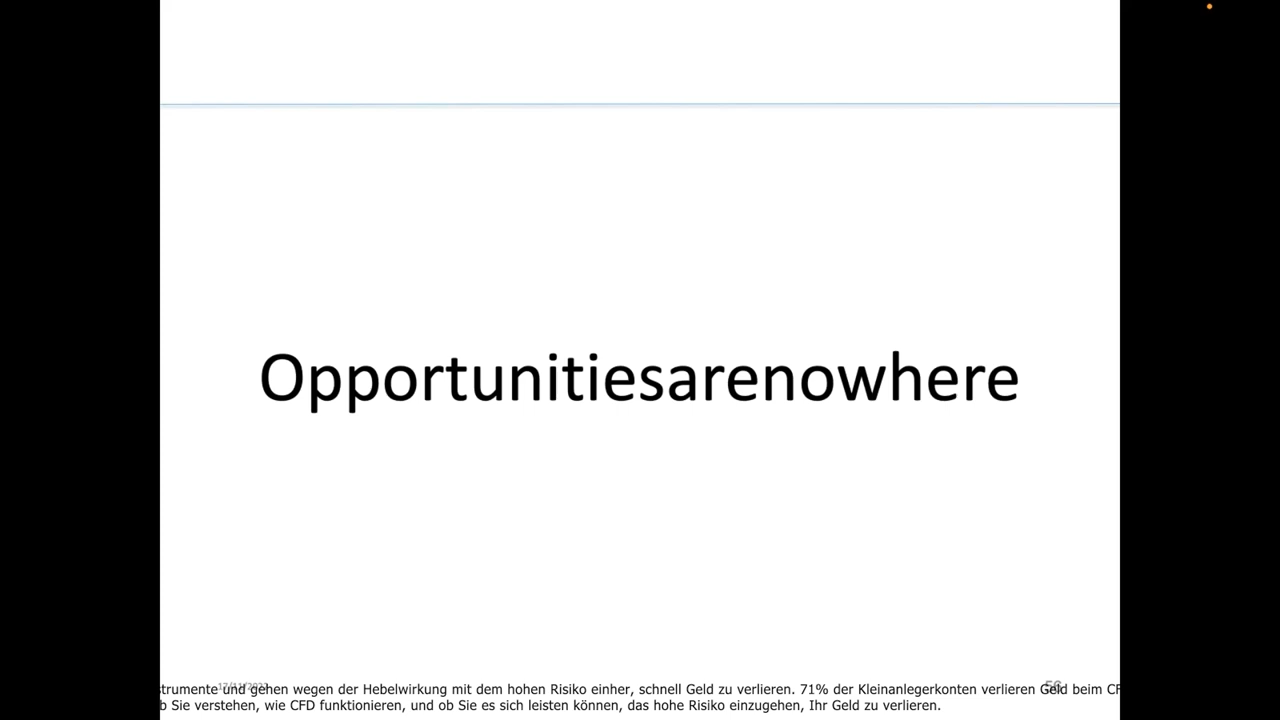 Opportunitiesarenowhere
strumente und gehen wegen der Hebelwirkung mit dem hohen Risiko einher, schnell Geld zu verlieren. 71% der Kleinanlegerkonten verlieren Geld beim CF
b Sie verstehen, wie CFD funktionieren, und ob Sie es sich leisten können, das hohe Risiko einzugehen, Ihr Geld zu verlieren.